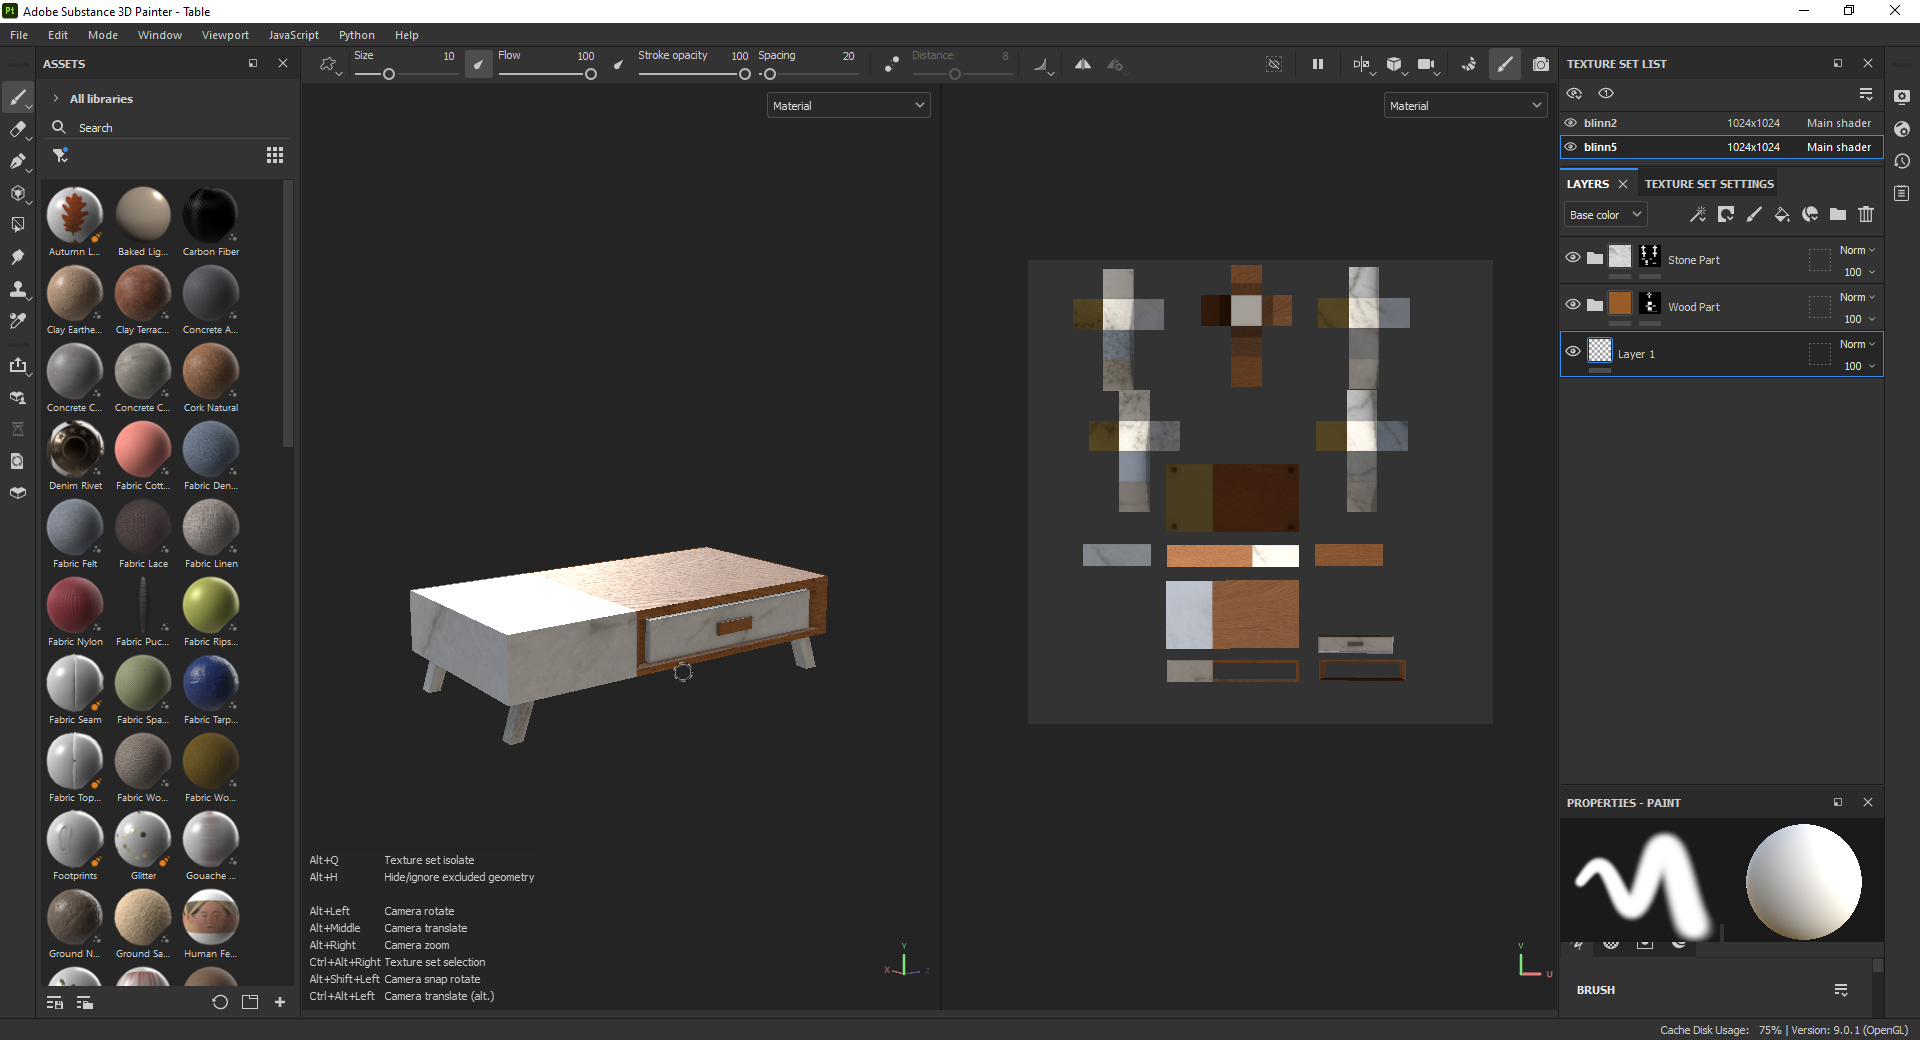 Pt Adobe Substance 3D Painter - Table
File Edit Mode Window Viewport JavaScript Python Help
ASSETS
All libraries
Search
Autumn L... Baked Lig... Carbon Fiber
Clay Earthe... Clay Terrac... Concrete A...
Concrete C... Concrete C... Cork Natural
Denim Rivet Fabric Cott... Fabric Den...
Fabric Felt Fabric Lace Fabric Linen
Fabric Nylon Fabric Puc... Fabric Rips...
Fabric Seam Fabric Spa... Fabric Tarp...
Fabric Top... Fabric Wo... Fabric Wo...
Footprints Glitter Gouache ...
Ground N... Ground Sa... Human Fe...
Size 10 Flow 100 Stroke opacity 100 Spacing 20 Distance 8
Material
Material
Alt+Q Texture set isolate
Alt+H Hide/ignore excluded geometry
Alt+Left Camera rotate
Alt+Middle Camera translate
Alt+Right Camera zoom
Ctrl+Alt+Right Texture set selection
Alt+Shift+Left Camera snap rotate
Ctrl+Alt+Left Camera translate (alt.)
Y
X Z
V
U
TEXTURE SET LIST
blinn2 1024x1024 Main shader
blinn5 1024x1024 Main shader
LAYERS TEXTURE SET SETTINGS
Base color
Stone Part Norm
100
Wood Part Norm
100
Layer 1 Norm
100
PROPERTIES - PAINT
BRUSH
Cache Disk Usage: 75% | Version: 9.0.1 (OpenGL)